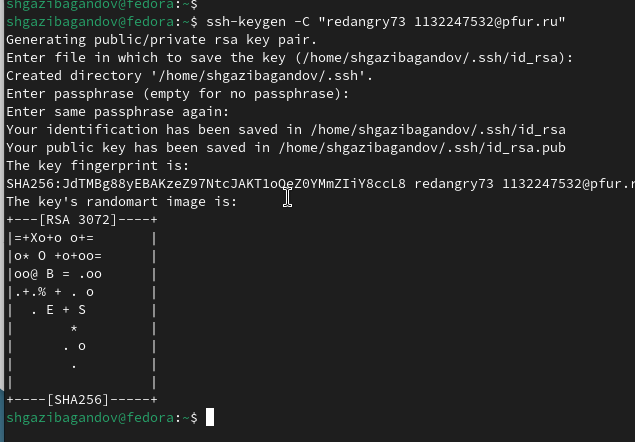 shgazibagandov@fedora:~$
shgazibagandov@fedora:~$ ssh-keygen -C "redangry73 1132247532@pfur.ru"
Generating public/private rsa key pair.
Enter file in which to save the key (/home/shgazibagandov/.ssh/id_rsa):
Created directory '/home/shgazibagandov/.ssh'.
Enter passphrase (empty for no passphrase):
Enter same passphrase again:
Your identification has been saved in /home/shgazibagandov/.ssh/id_rsa
Your public key has been saved in /home/shgazibagandov/.ssh/id_rsa.pub
The key fingerprint is:
SHA256:JdTMBg88yEBAKzeZ97NtcJAKT1oQeZ0YMmZIiY8ccL8 redangry73 1132247532@pfur.r
The key's randomart image is:
+---[RSA 3072]----+
|=+Xo+o o+=       |
|o* O +o+oo=      |
|oo@ B = .oo      |
|.+.% + . o       |
|  . E + S        |
|       *         |
|      . o        |
|       .         |
|                 |
+----[SHA256]-----+
shgazibagandov@fedora:~$